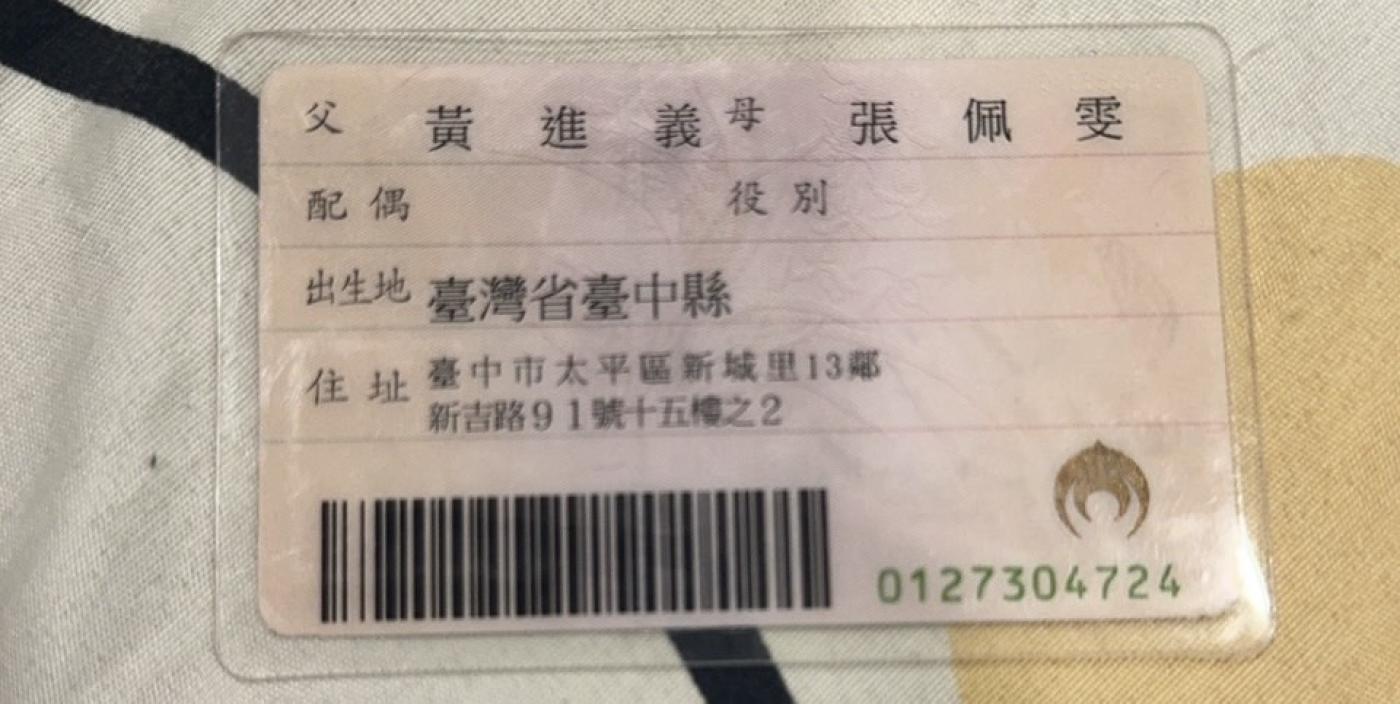 父 黃進義 母 張佩雯
配偶 役別
出生地 臺灣省臺中縣
住址 臺中市太平區新城里13鄰
新吉路91號十五樓之2
0127304724